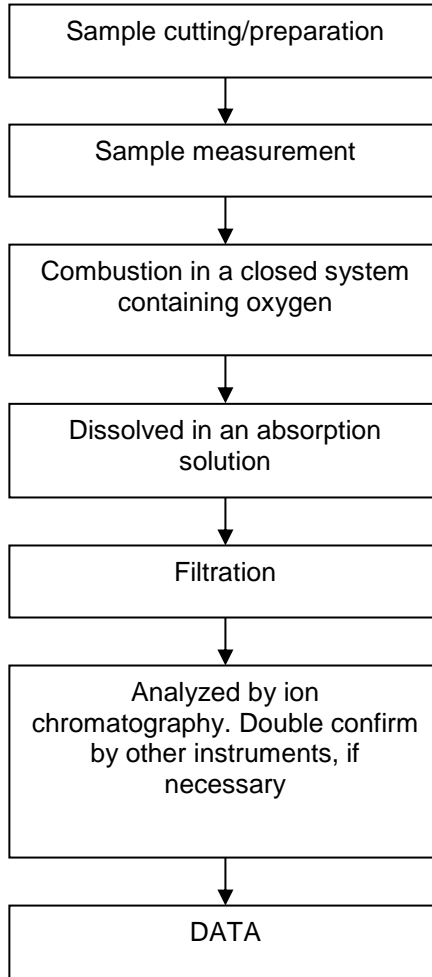 Sample cutting/preparation
Sample measurement
Combustion in a closed system
containing oxygen
Dissolved in an absorption
solution
Filtration
Analyzed by ion
chromatography. Double confirm
by other instruments, if
necessary
DATA